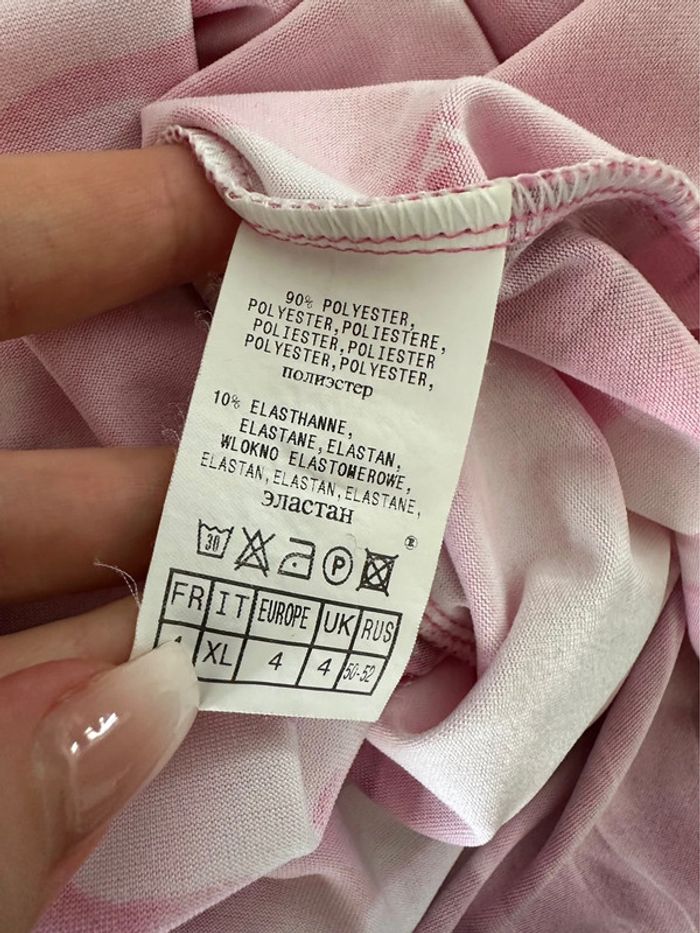 90% POLYESTER,
POLYESTER,POLIESTERE,
POLIESTER,POLIESTER
POLYESTER,POLYESTER,
полиэстер
10% ELASTHANNE,
ELASTANE,ELASTAN,
WLOKNO ELASTOMEROWE,
ELASTAN,ELASTAN,ELASTANE,
эластан
30 P ®
FR IT EUROPE UK RUS
XL 4 4 50-52